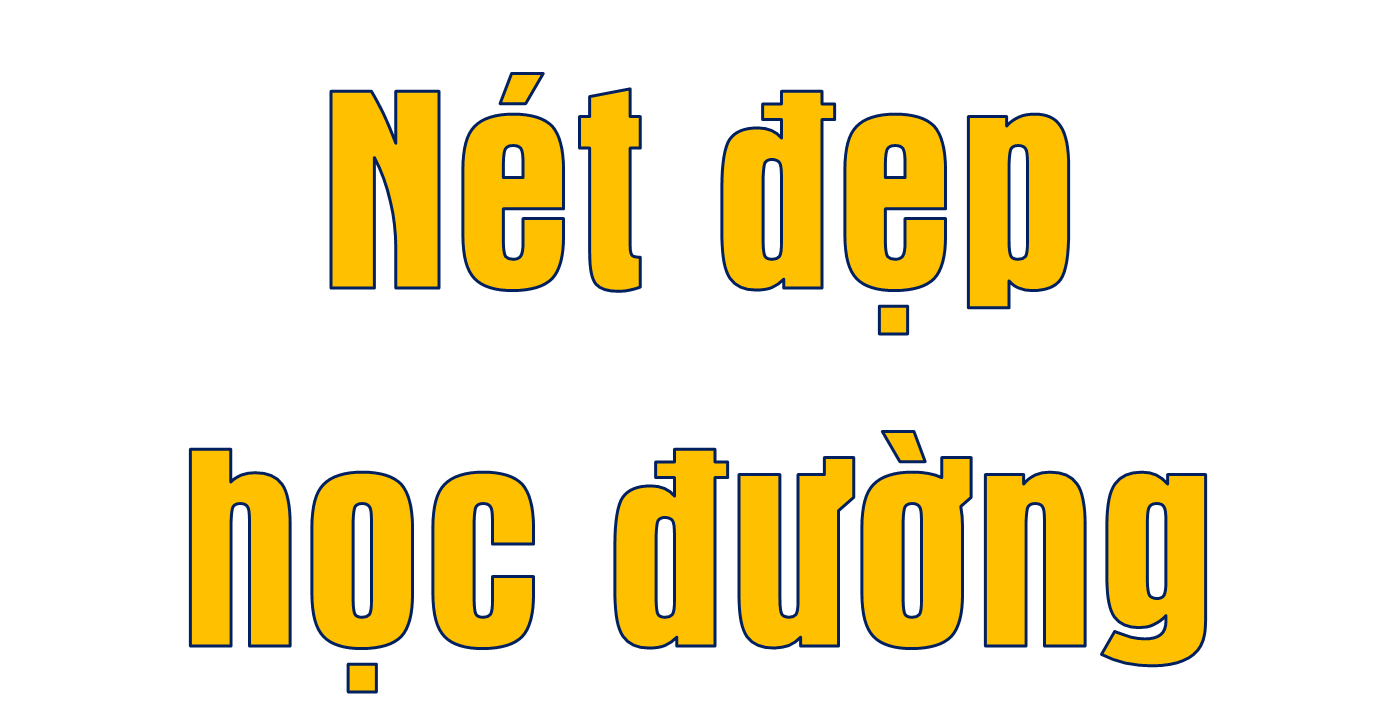 Nét đẹp
học đường